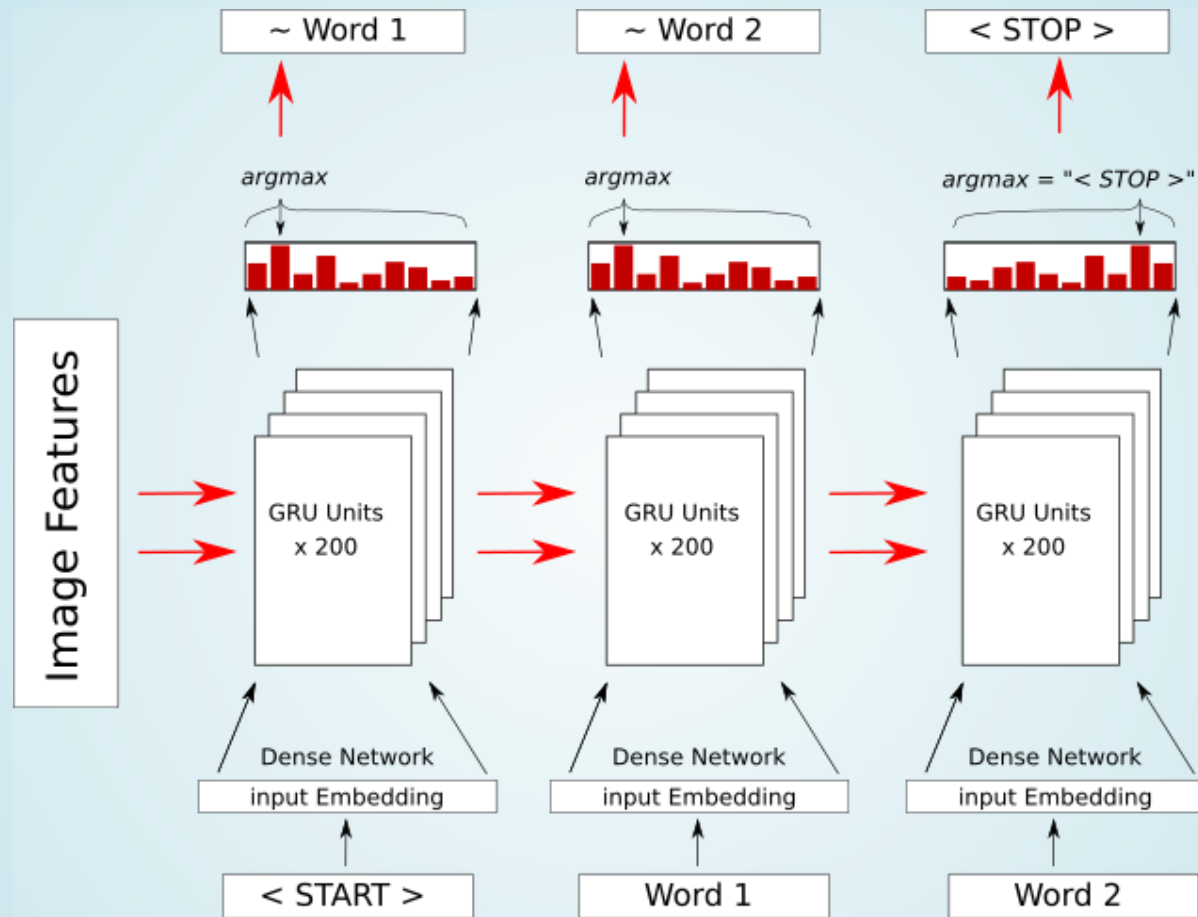 ~ Word 1
~ Word 2
< STOP >
argmax
argmax
argmax = "< STOP >"
Image Features
GRU Units
x 200
GRU Units
x 200
GRU Units
x 200
Dense Network
Dense Network
Dense Network
input Embedding
input Embedding
input Embedding
< START >
Word 1
Word 2